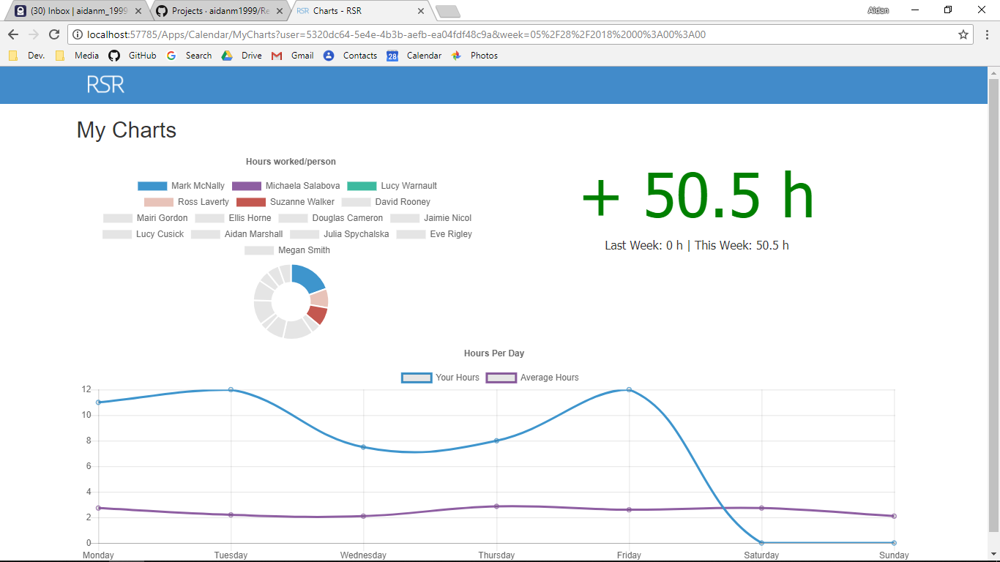 (30) Inbox | aidanm_1999
Projects · aidanm1999/Re
RSR Charts - RSR
Aidan
localhost:57785/Apps/Calendar/MyCharts?user=5320dc64-5e4e-4b3b-aefb-ea04fdf48c9a&week=05%2F28%2F2018%2000%3A00%3A00
Dev. Media GitHub Search Drive Gmail Contacts 28 Calendar Photos
RSR
My Charts
Hours worked/person
Mark McNally Michaela Salabova Lucy Warnault
Ross Laverty Suzanne Walker David Rooney
Mairi Gordon Ellis Horne Douglas Cameron Jaimie Nicol
Lucy Cusick Aidan Marshall Julia Spychalska Eve Rigley
Megan Smith
+ 50.5 h
Last Week: 0 h | This Week: 50.5 h
Hours Per Day
Your Hours Average Hours
12
10
8
6
4
2
0
Monday Tuesday Wednesday Thursday Friday Saturday Sunday